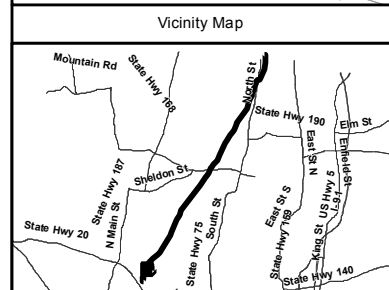 Vicinity Map
Mountain Rd
State Hwy 168
North St
State Hwy 190
Elm St
East St N
Enfield St
State Hwy 187
Sheldon St
N Main St
State Hwy 20
State Hwy 75
South St
East St S
State Hwy 159
King St
US Hwy 5
I-91
State Hwy 140